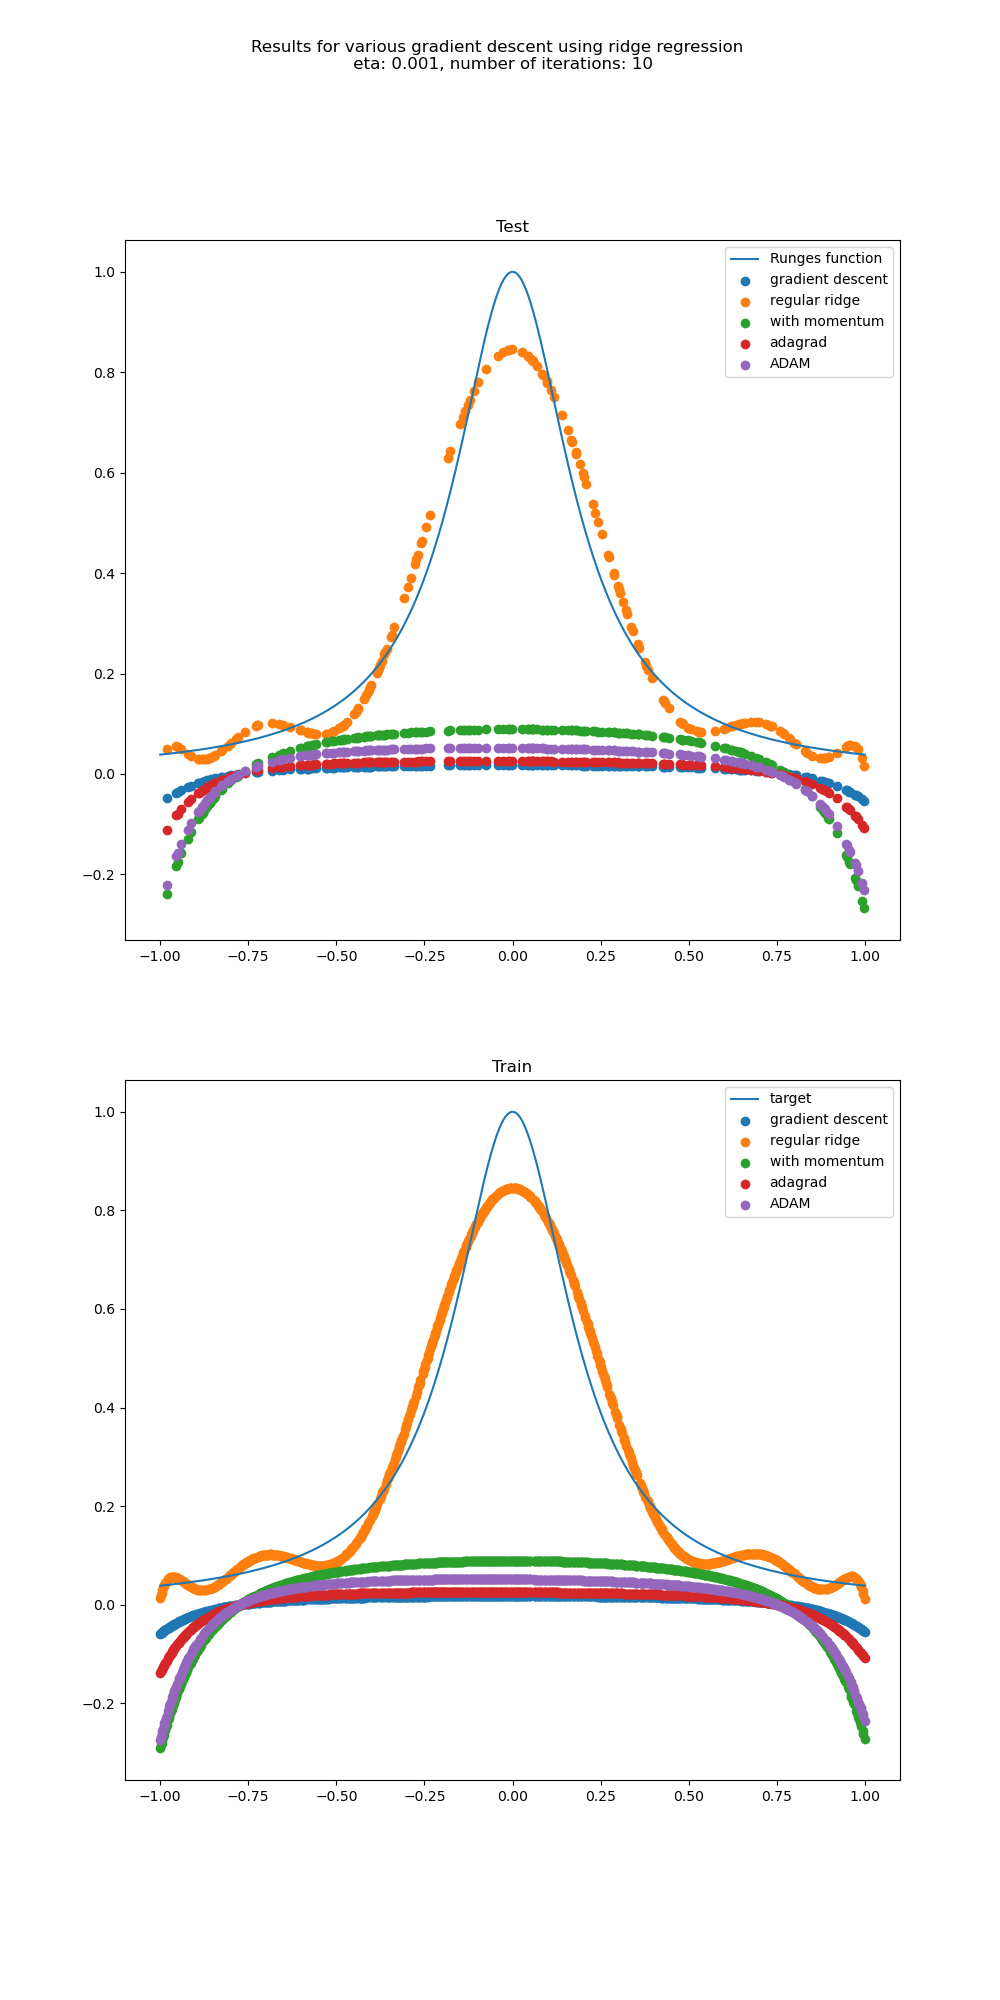 Results for various gradient descent using ridge regression
eta: 0.001, number of iterations: 10
Test
Runges function
gradient descent
regular ridge
with momentum
adagrad
ADAM
1.0
0.8
0.6
0.4
0.2
0.0
−0.2
−1.00 −0.75 −0.50 −0.25 0.00 0.25 0.50 0.75 1.00
Train
target
gradient descent
regular ridge
with momentum
adagrad
ADAM
1.0
0.8
0.6
0.4
0.2
0.0
−0.2
−1.00 −0.75 −0.50 −0.25 0.00 0.25 0.50 0.75 1.00